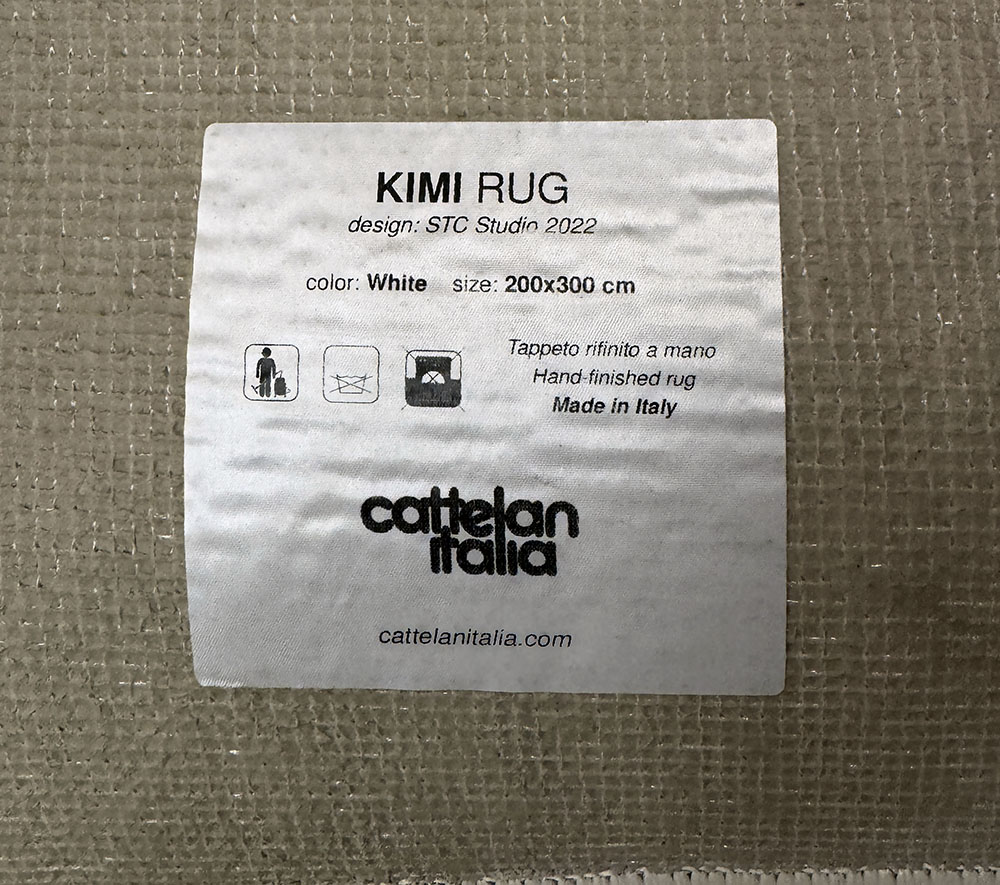 KIMI RUG
design: STC Studio 2022
color: White size: 200x300 cm
Tappeto rifinito a mano
Hand-finished rug
Made in Italy
cattelan
italia
cattelanitalia.com